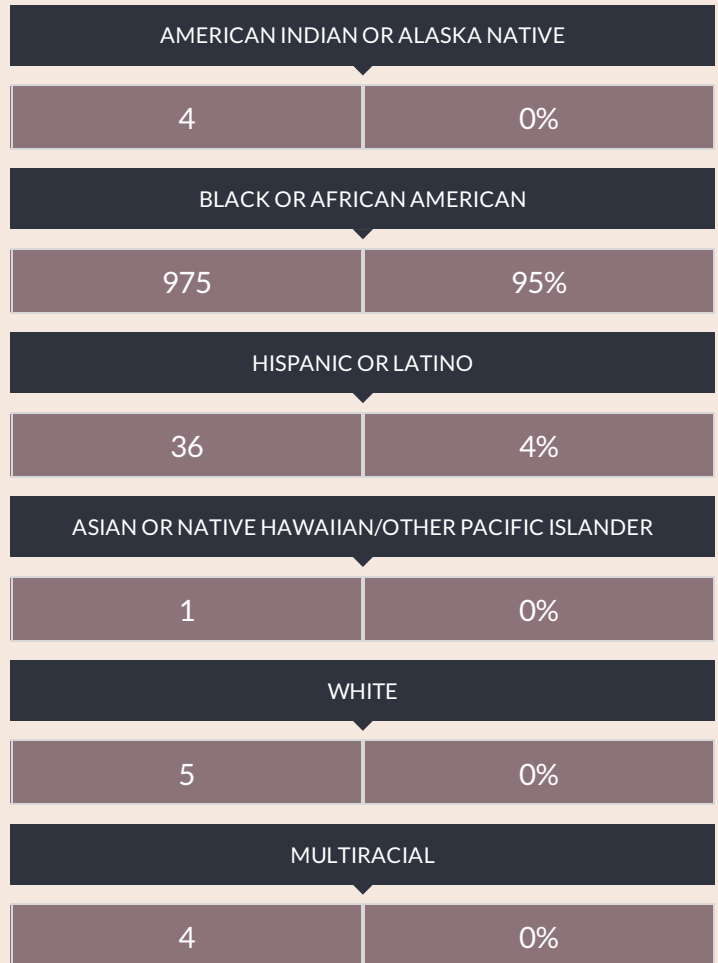 AMERICAN INDIAN OR ALASKA NATIVE
4 0%
BLACK OR AFRICAN AMERICAN
975 95%
HISPANIC OR LATINO
36 4%
ASIAN OR NATIVE HAWAIIAN/OTHER PACIFIC ISLANDER
1 0%
WHITE
5 0%
MULTIRACIAL
4 0%